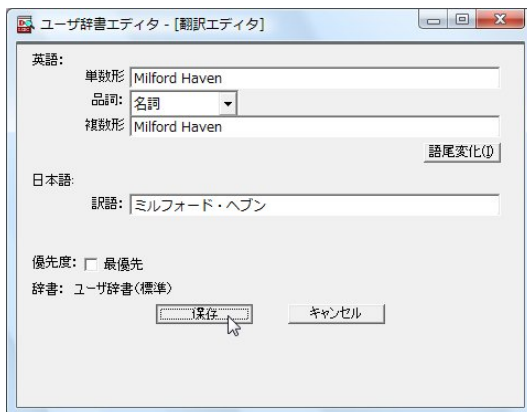 ユーザ辞書エディタ - [翻訳エディタ]
英語:
単数形 Milford Haven
品詞: 名詞
複数形 Milford Haven
語尾変化(I)
日本語:
訳語: ミルフォード・ヘブン
優先度: 最優先
辞書: ユーザ辞書(標準)
保存 キャンセル